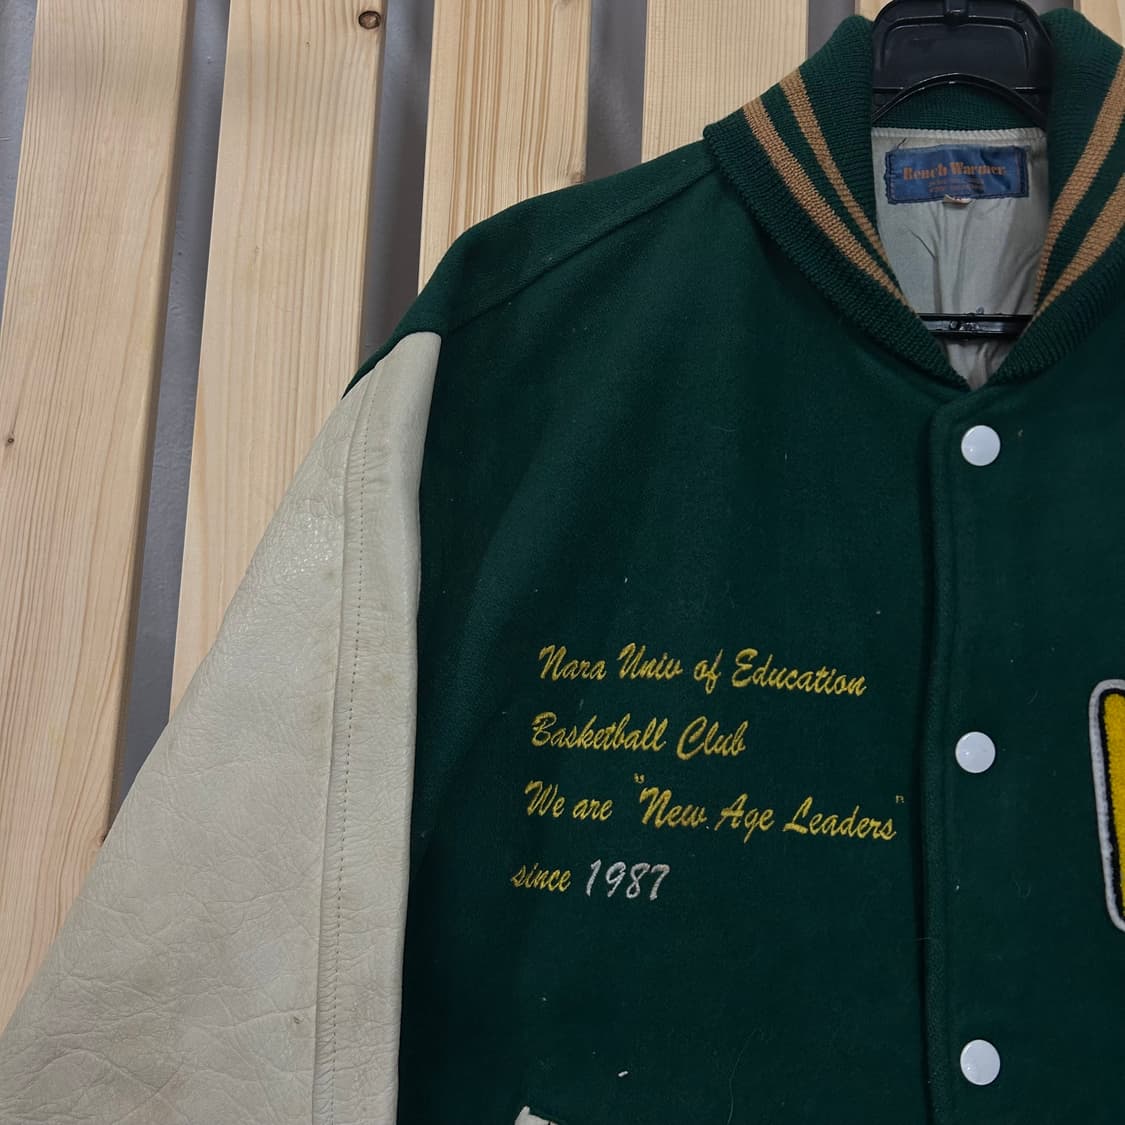 Bench Warmer
Nara Univ of Education
Basketball Club
We are "New Age Leaders"
since 1987